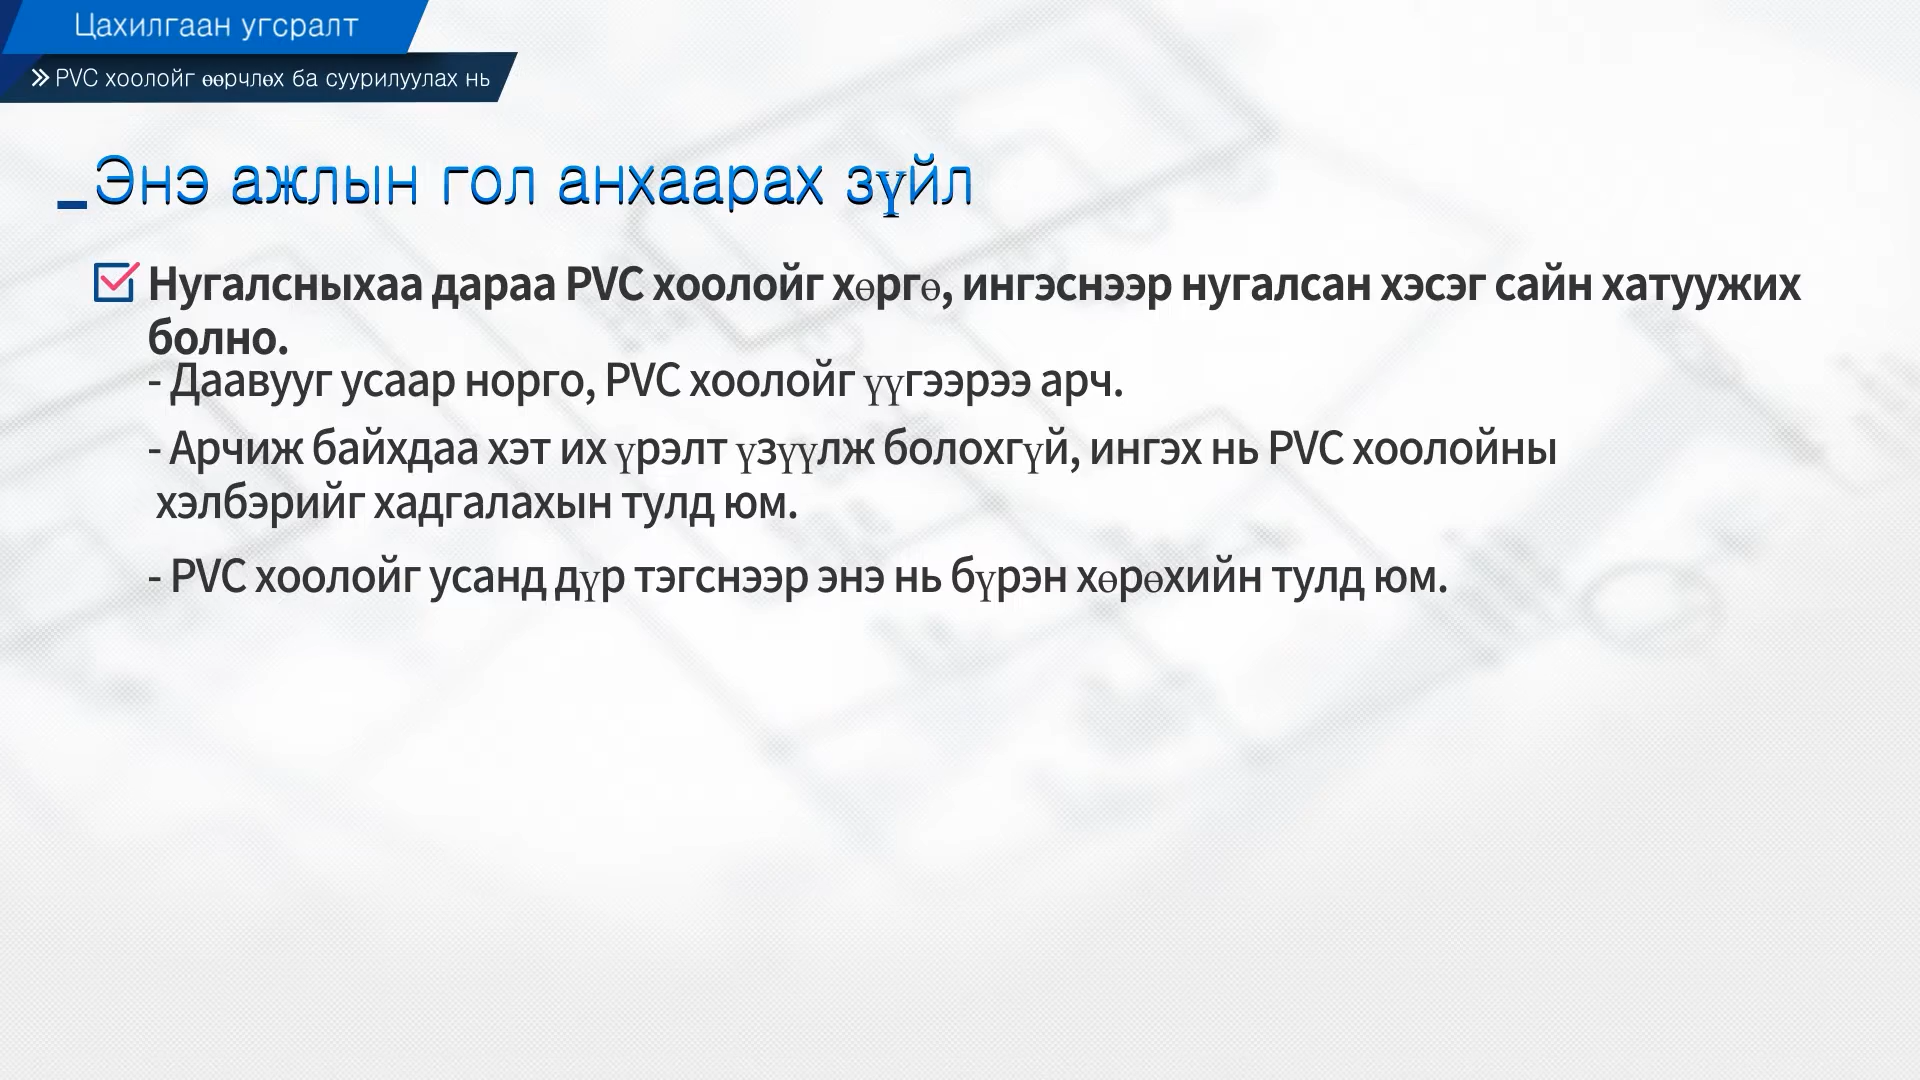 Цахилгаан угсралт
PVC хоолойг өөрчлөх ба суурилуулах нь
Энэ ажлын гол анхаарах зүйл
Нугалсныхаа дараа PVC хоолойг хөргө, ингэснээр нугалсан хэсэг сайн хатуужих
болно.
- Даавууг усаар норго, PVC хоолойг үүгээрээ арч.
- Арчиж байхдаа хэт их үрэлт үзүүлж болохгүй, ингэх нь PVC хоолойны
хэлбэрийг хадгалахын тулд юм.
- PVC хоолойг усанд дүр тэгснээр энэ нь бүрэн хөрөхийн тулд юм.